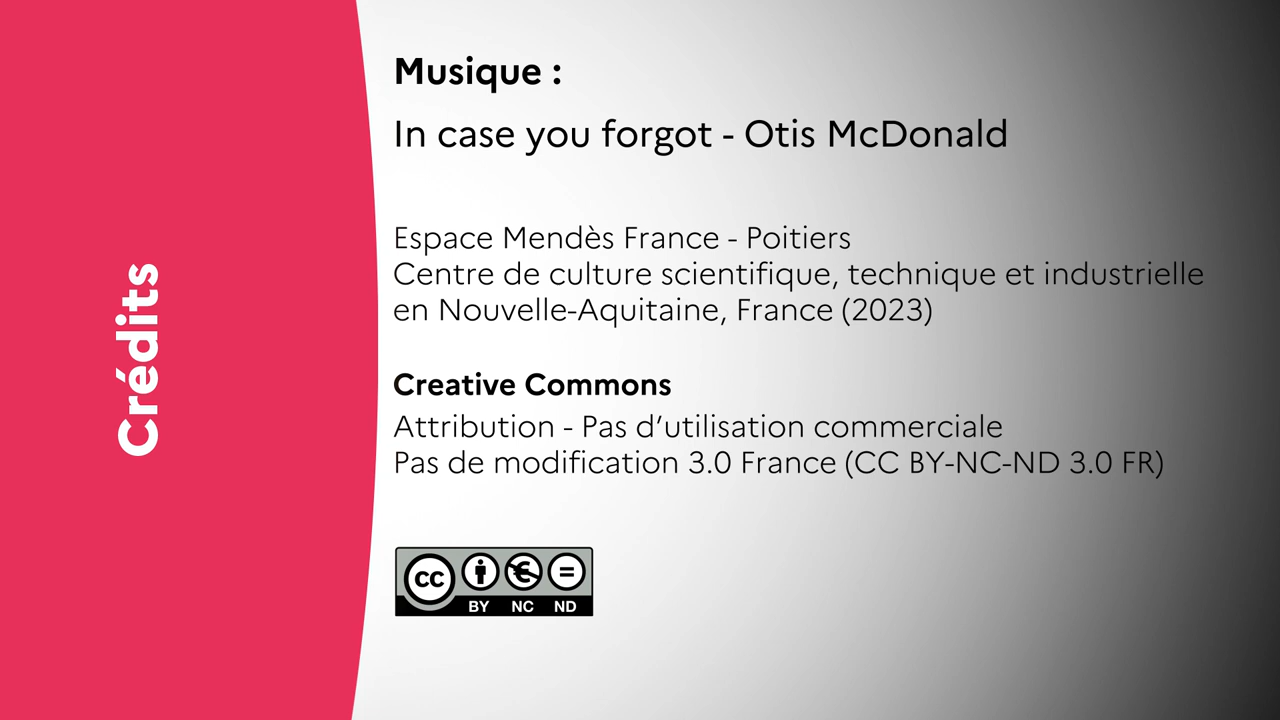 Crédits
Musique :
In case you forgot - Otis McDonald
Espace Mendès France - Poitiers
Centre de culture scientifique, technique et industrielle
en Nouvelle-Aquitaine, France (2023)
Creative Commons
Attribution - Pas d’utilisation commerciale
Pas de modification 3.0 France (CC BY-NC-ND 3.0 FR)
cc
BY NC ND